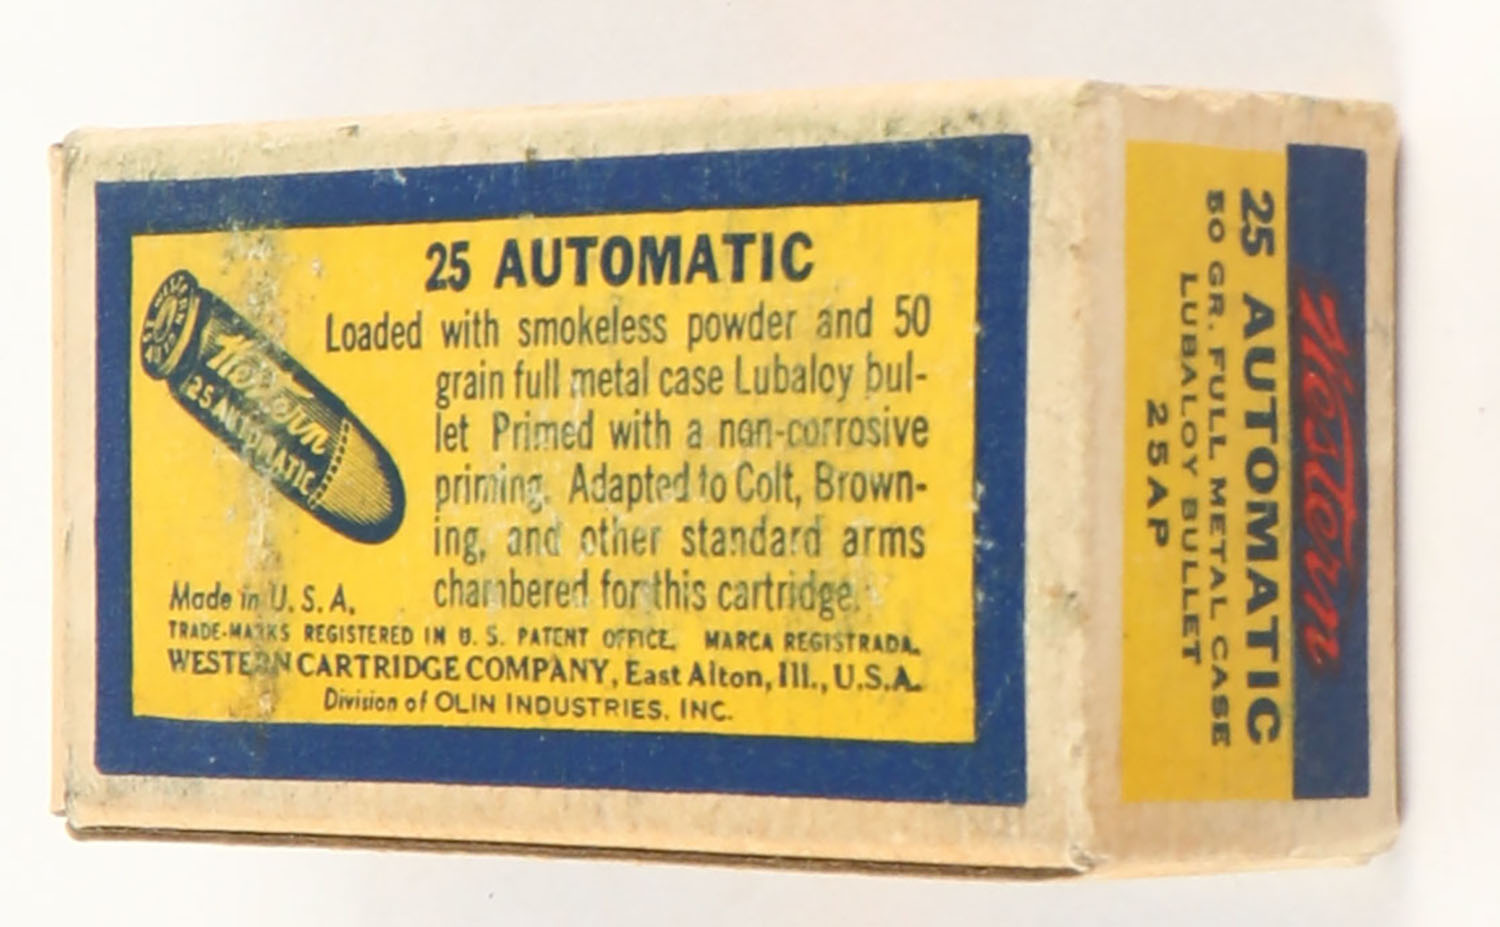 25 AUTOMATIC
Loaded with smokeless powder and 50
grain full metal case Lubaloy bul-
let Primed with a non-corrosive
priming. Adapted to Colt, Brown-
ing, and other standard arms
chambered for this cartridge.
WESTERN
25 AUTO
Western
25 AUTOMATIC
Made in U. S. A.
TRADE-MARKS REGISTERED IN U. S. PATENT OFFICE. MARCA REGISTRADA.
WESTERN CARTRIDGE COMPANY, East Alton, Ill., U.S.A.
Division of OLIN INDUSTRIES, INC.
Western
25 AUTOMATIC
50 GR. FULL METAL CASE
LUBALOY BULLET
25AP